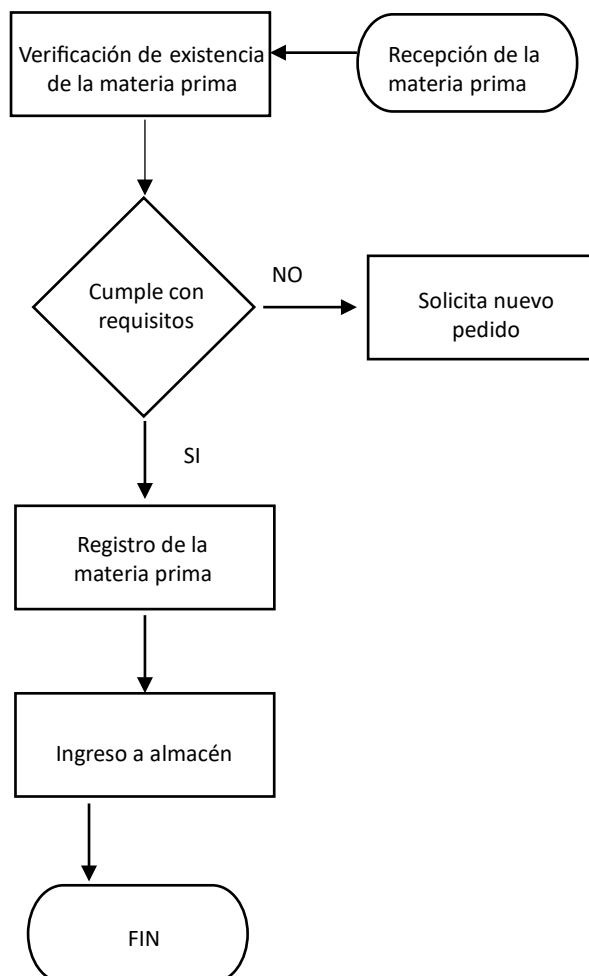 Verificación de existencia
de la materia prima
Recepción de la
materia prima
Cumple con
requisitos
NO
Solicita nuevo
pedido
SI
Registro de la
materia prima
Ingreso a almacén
FIN